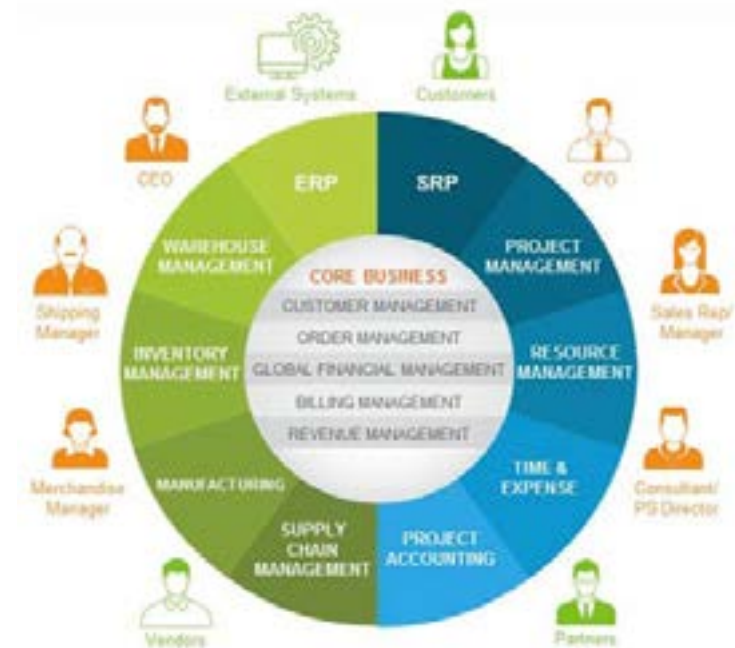 External Systems
Customers
CEO
CFO
ERP
SRP
WAREHOUSE
MANAGEMENT
PROJECT
MANAGEMENT
Shipping
Manager
Sales Rep/
Manager
CORE BUSINESS
CUSTOMER MANAGEMENT
ORDER MANAGEMENT
GLOBAL FINANCIAL MANAGEMENT
BILLING MANAGEMENT
REVENUE MANAGEMENT
INVENTORY
MANAGEMENT
RESOURCE
MANAGEMENT
Merchandise
Manager
MANUFACTURING
TIME &
EXPENSE
Consultant/
PS Director
SUPPLY
CHAIN
MANAGEMENT
PROJECT
ACCOUNTING
Vendors
Partners